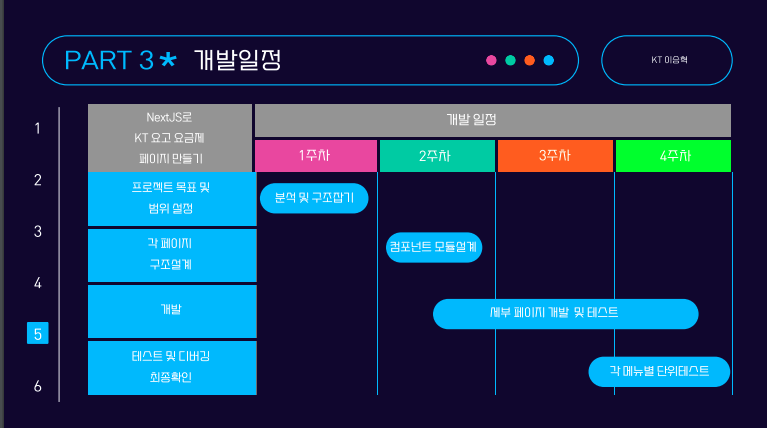 PART 3* 개발일정
KT 이승혁
1
2
3
4
5
6
NextJS로
KT 요고 요금제
페이지 만들기
개발 일정
1주차
2주차
3주차
4주차
프로젝트 목표 및
범위 설정
분석 및 구조잡기
각 페이지
구조설계
컴포넌트 모듈설계
개발
세부 페이지 개발 및 테스트
테스트 및 디버깅
최종확인
각 메뉴별 단위테스트